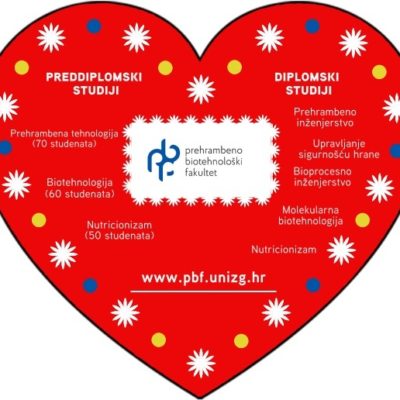 PREDDIPLOMSKI
STUDIJI
Prehrambena tehnologija
(70 studenata)
Biotehnologija
(60 studenata)
Nutricionizam
(50 studenata)
pbf
prehrambeno
biotehnološki
fakultet
DIPLOMSKI
STUDIJI
Prehrambeno
inženjerstvo
Upravljanje
sigurnošću hrane
Bioprocesno
inženjerstvo
Molekularna
biotehnologija
Nutricionizam
www.pbf.unizg.hr